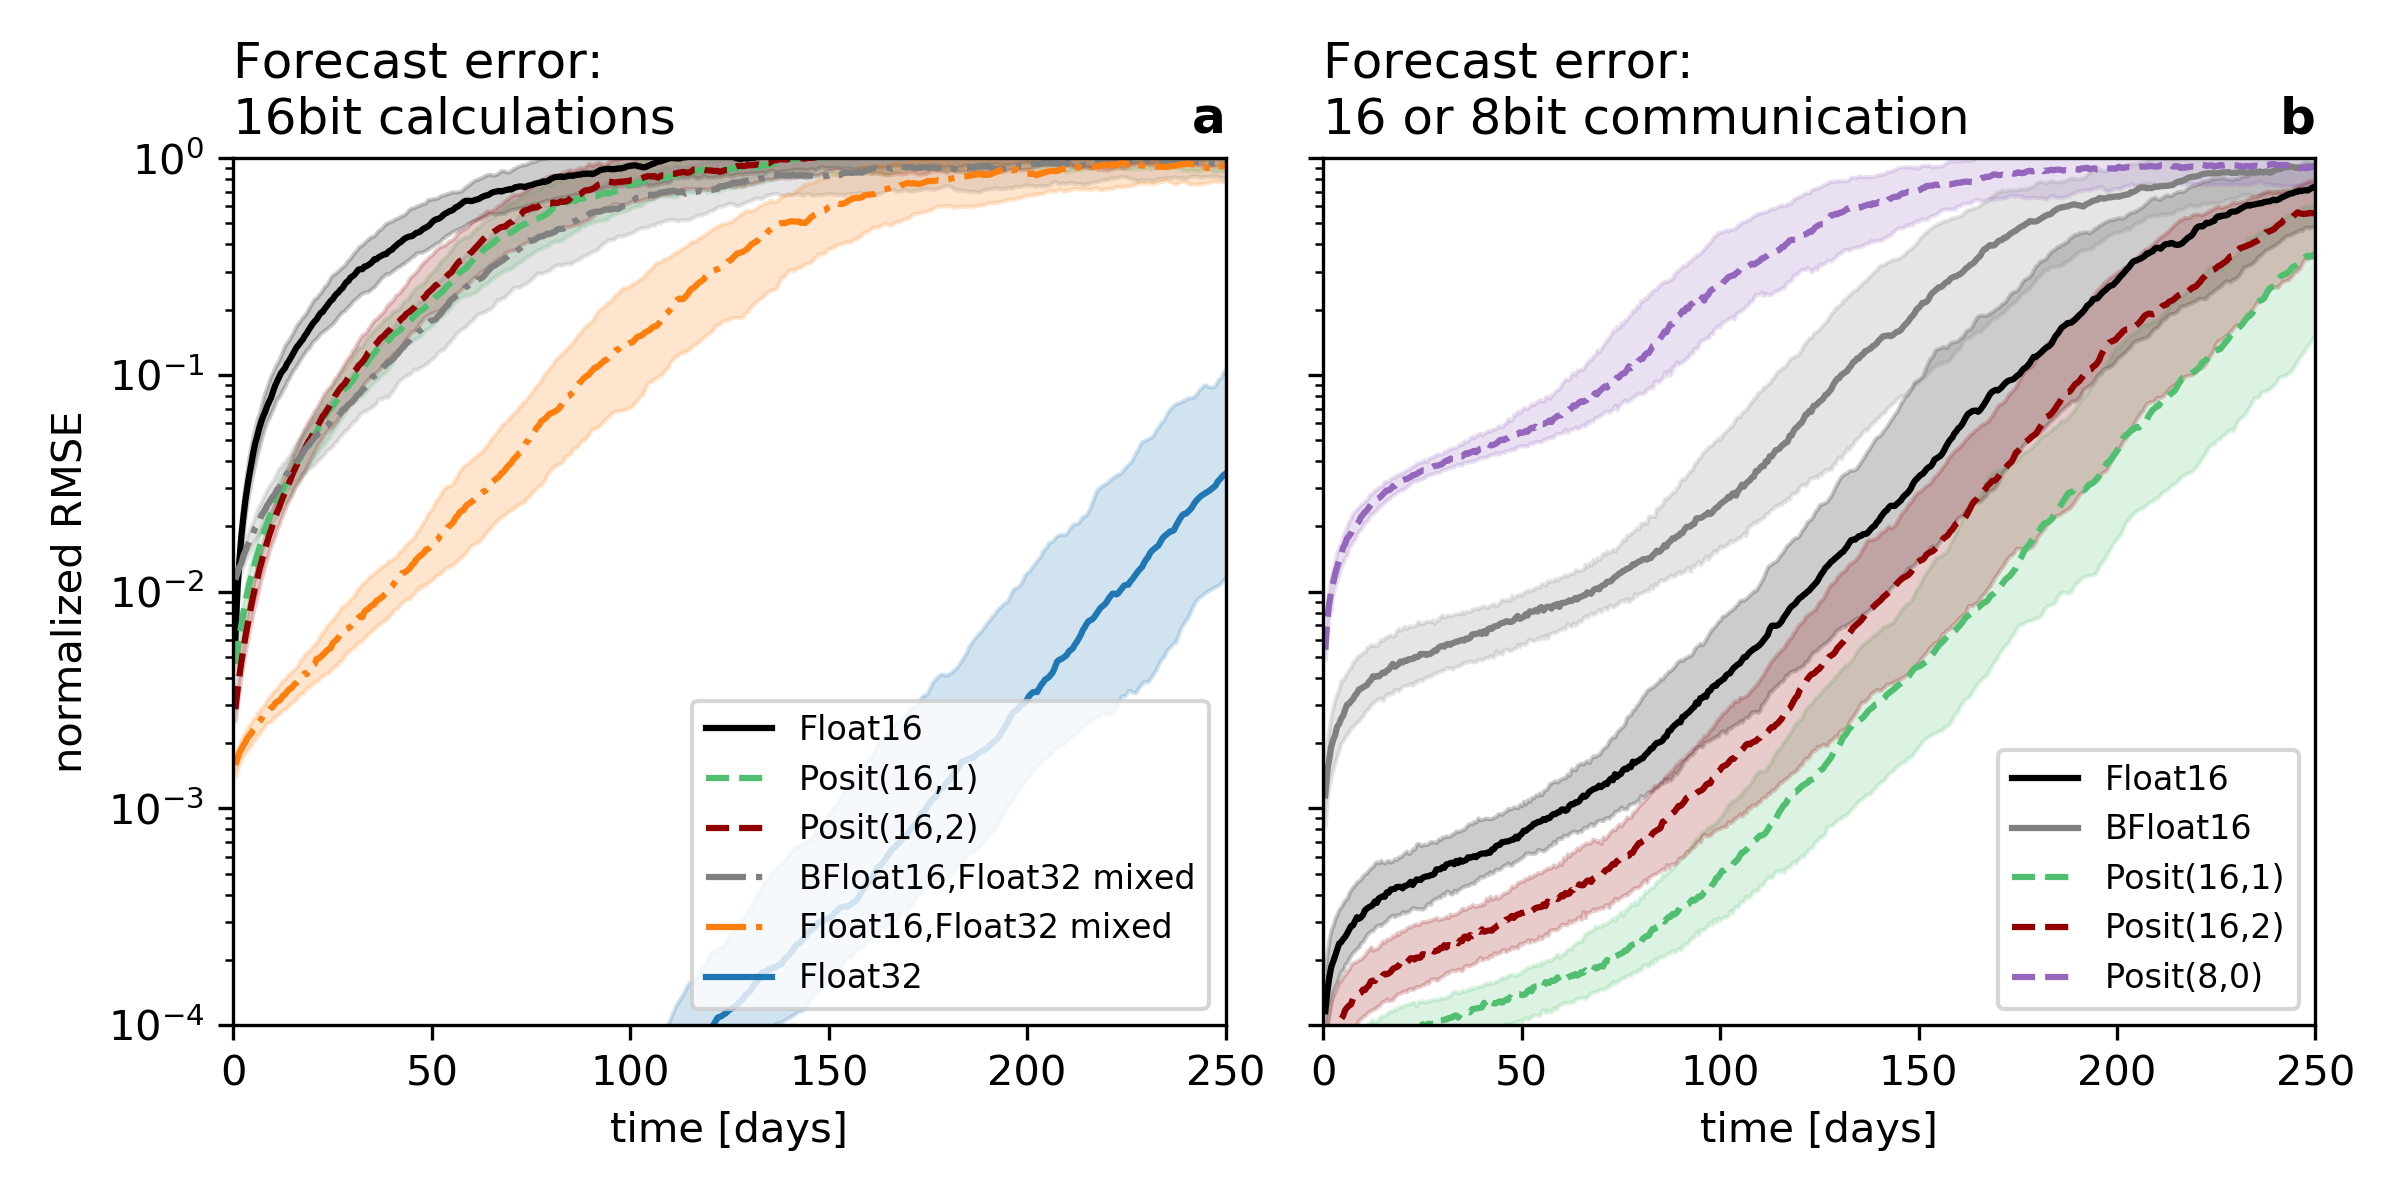 Forecast error:
16bit calculations
a
Forecast error:
16 or 8bit communication
b
normalized RMSE
10⁰
10⁻¹
10⁻²
10⁻³
10⁻⁴
0 50 100 150 200 250
time [days]
Float16
Posit(16,1)
Posit(16,2)
BFloat16,Float32 mixed
Float16,Float32 mixed
Float32
0 50 100 150 200 250
time [days]
Float16
BFloat16
Posit(16,1)
Posit(16,2)
Posit(8,0)